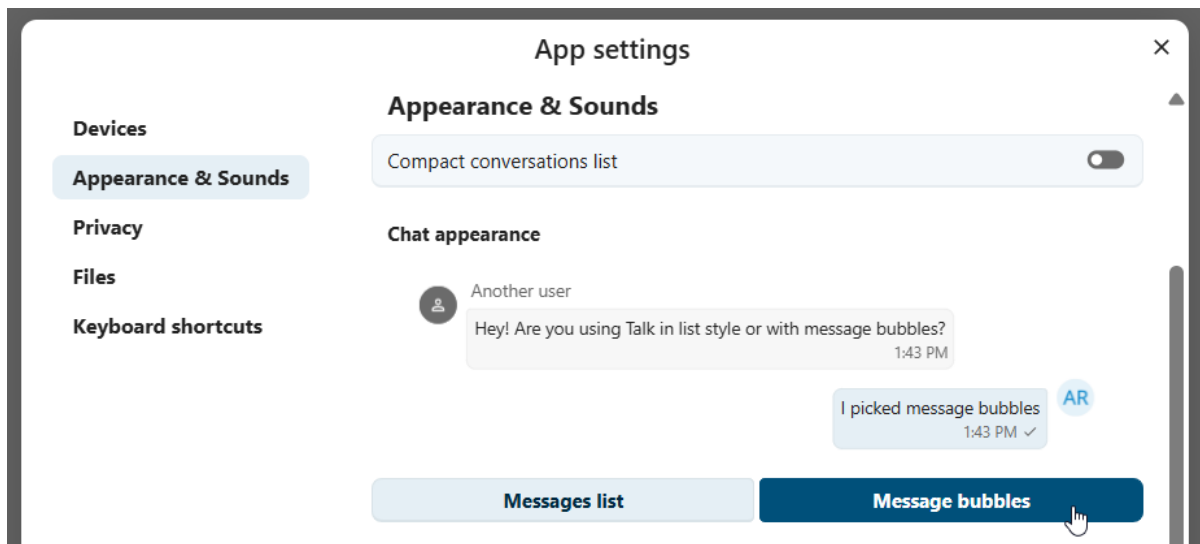 App settings
Devices
Appearance & Sounds
Privacy
Files
Keyboard shortcuts
Appearance & Sounds
Compact conversations list
Chat appearance
Another user
Hey! Are you using Talk in list style or with message bubbles?
1:43 PM
AR
I picked message bubbles
1:43 PM
Messages list
Message bubbles